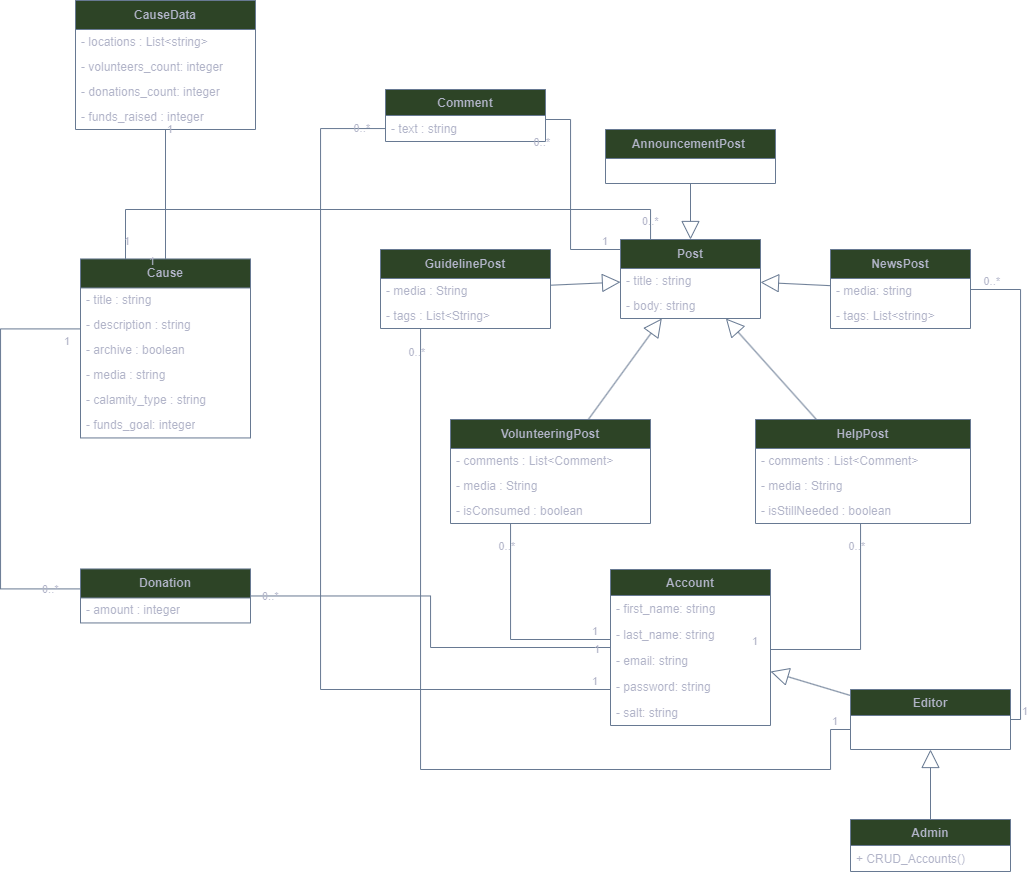 CauseData
- locations : List<string>
- volunteers_count: integer
- donations_count: integer
- funds_raised : integer
1
Comment
- text : string
0..*
0..*
AnnouncementPost
0..*
1
1
1
Cause
- title : string
- description : string
- archive : boolean
- media : string
- calamity_type : string
- funds_goal: integer
1
GuidelinePost
- media : String
- tags : List<String>
0..*
Post
- title : string
- body: string
NewsPost
- media: string
- tags: List<string>
0..*
VolunteeringPost
- comments : List<Comment>
- media : String
- isConsumed : boolean
0..*
HelpPost
- comments : List<Comment>
- media : String
- isStillNeeded : boolean
0..*
Donation
- amount : integer
0..*
0..*
Account
- first_name: string
- last_name: string
- email: string
- password: string
- salt: string
1
1
1
1
Editor
1
1
Admin
+ CRUD_Accounts()